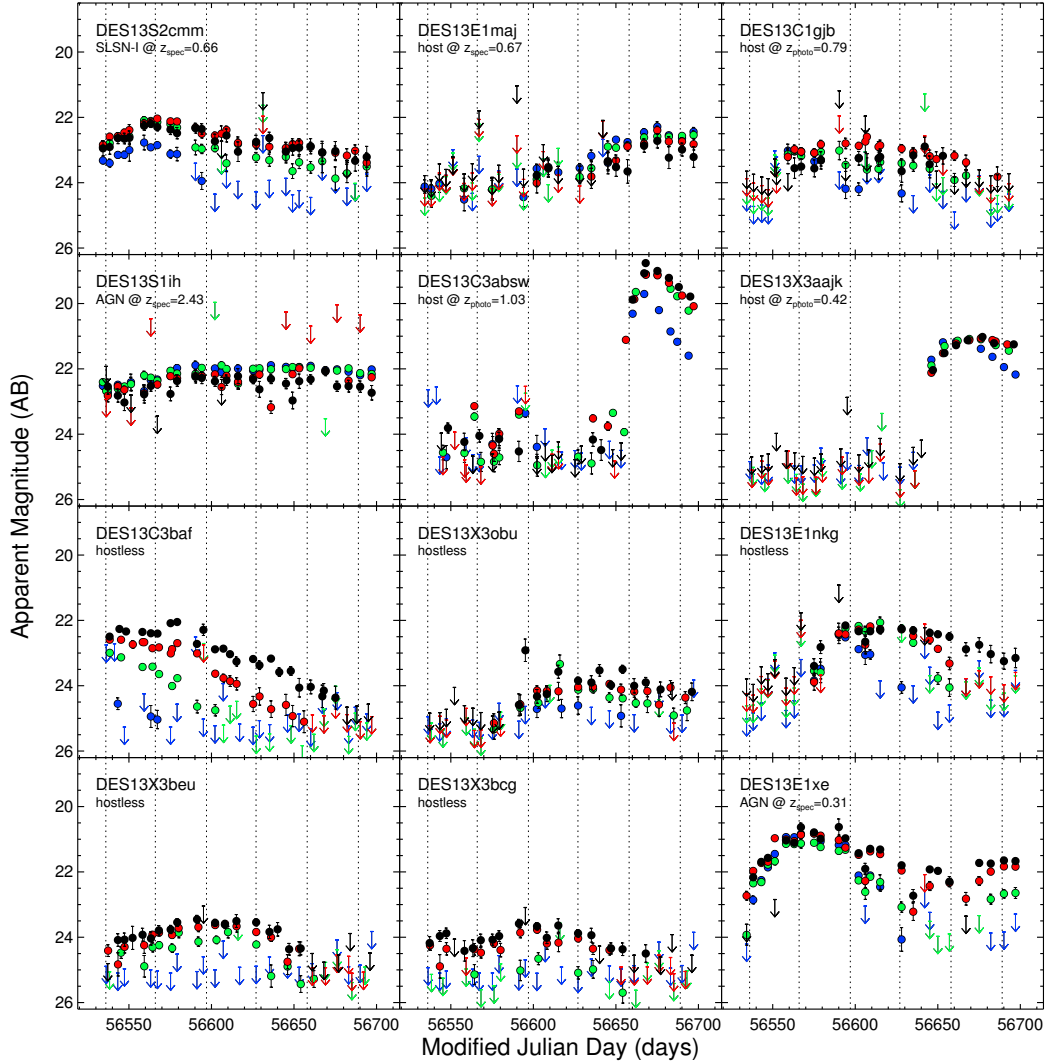 DES13S2cmm
SLSN-I @ z_spec=0.66
DES13E1maj
host @ z_spec=0.67
DES13C1gjb
host @ z_photo=0.79
20
22
24
26
DES13S1ih
AGN @ z_spec=2.43
DES13C3absw
host @ z_photo=1.03
DES13X3aajk
host @ z_photo=0.42
20
22
24
26
DES13C3baf
hostless
DES13X3obu
hostless
DES13E1nkg
hostless
20
22
24
26
DES13X3beu
hostless
DES13X3bcg
hostless
DES13E1xe
AGN @ z_spec=0.31
20
22
24
26
56550 56600 56650 56700
56550 56600 56650 56700
56550 56600 56650 56700
Apparent Magnitude (AB)
Modified Julian Day (days)